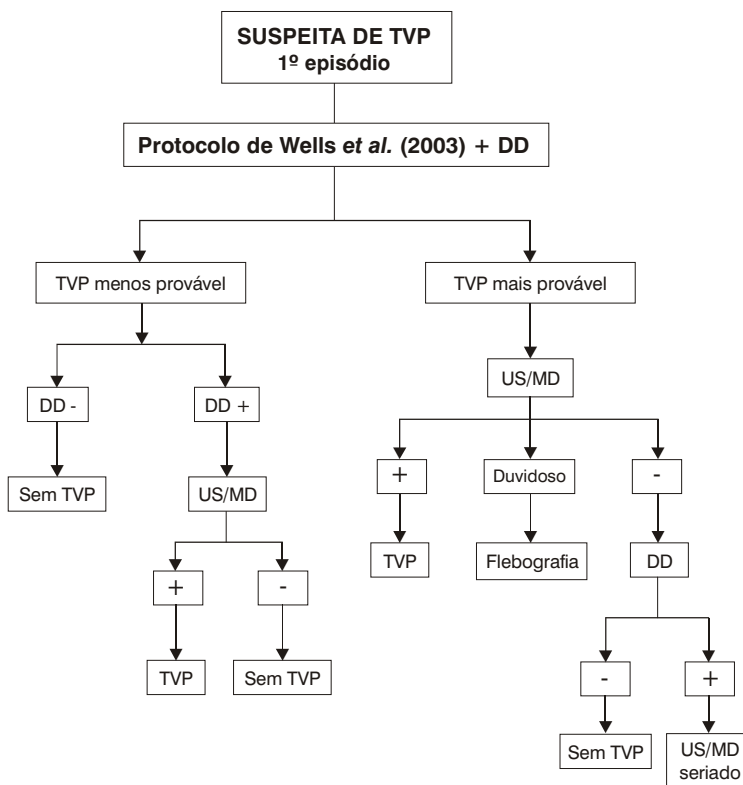 SUSPEITA DE TVP
1º episódio
Protocolo de Wells et al. (2003) + DD
TVP menos provável
TVP mais provável
US/MD
DD -
DD +
+
Duvidoso
-
Sem TVP
US/MD
TVP
Flebografia
DD
+
-
TVP
Sem TVP
-
+
Sem TVP
US/MD
seriado